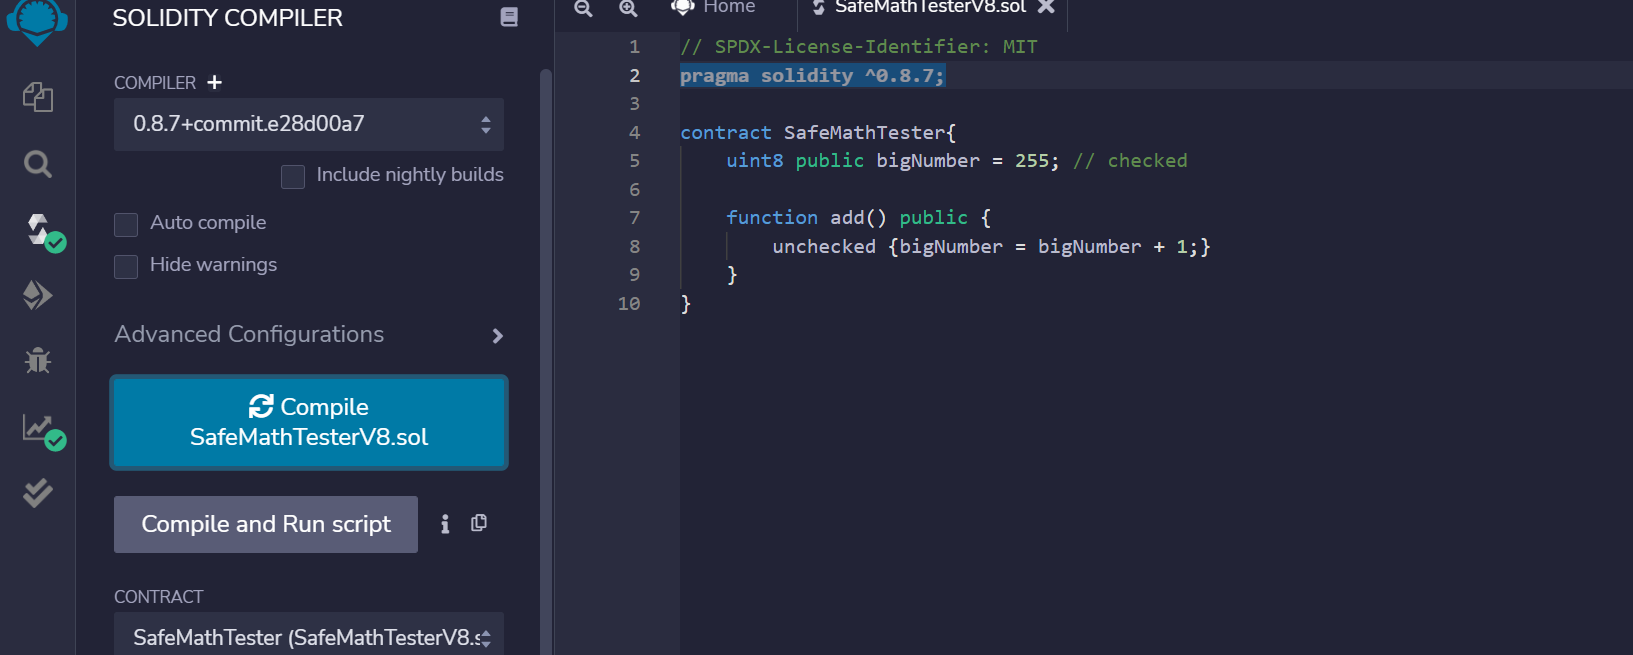 SOLIDITY COMPILER
COMPILER +
0.8.7+commit.e28d00a7
Include nightly builds
Auto compile
Hide warnings
Advanced Configurations
Compile
SafeMathTesterV8.sol
Compile and Run script
CONTRACT
SafeMathTester (SafeMathTesterV8.s
Home
SafeMathTesterV8.sol
1 // SPDX-License-Identifier: MIT
2 pragma solidity ^0.8.7;
3
4 contract SafeMathTester{
5 uint8 public bigNumber = 255; // checked
6
7 function add() public {
8 unchecked {bigNumber = bigNumber + 1;}
9 }
10 }